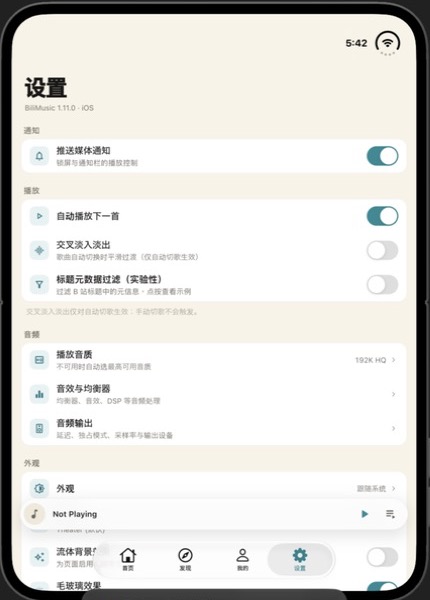 5:42
设置
BiliMusic 1.11.0 · iOS
通知
推送媒体通知
锁屏与通知栏的播放控制
播放
自动播放下一首
交叉淡入淡出
歌曲自动切换时平滑过渡（仅自动切歌生效）
标题元数据过滤（实验性）
过滤 B 站标题中的元信息 · 点按查看示例
交叉淡入淡出仅对自动切歌生效；手动切歌不会触发。
音频
播放音质
不可用时自动选最高可用音质
192K HQ
音效与均衡器
均衡器、音效、DSP 等音频处理
音频输出
延迟、独占模式、采样率与输出设备
外观
外观
跟随系统
Not Playing
流体背景
为页面启用
首页
发现
我的
设置
毛玻璃效果